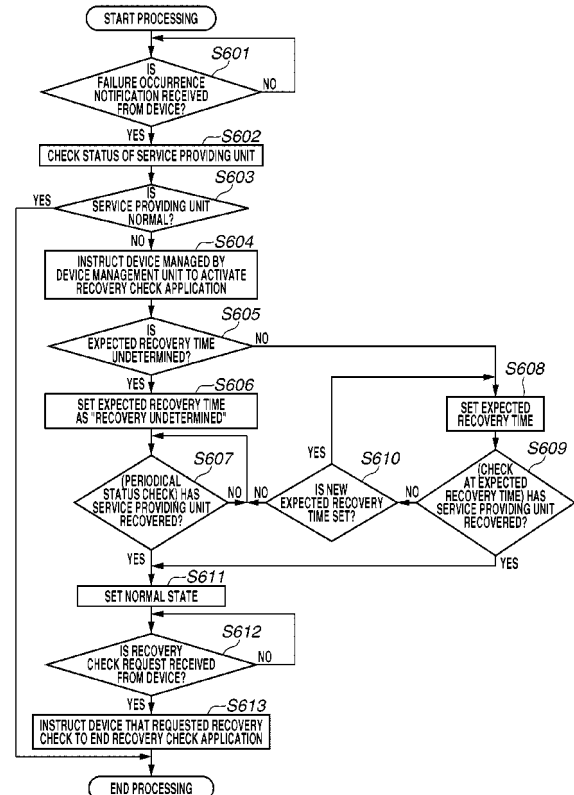 START PROCESSING
S601
IS
FAILURE OCCURRENCE
NOTIFICATION RECEIVED
FROM DEVICE?
NO
YES
S602
CHECK STATUS OF SERVICE PROVIDING UNIT
S603
YES
IS
SERVICE PROVIDING UNIT
NORMAL?
NO
S604
INSTRUCT DEVICE MANAGED BY
DEVICE MANAGEMENT UNIT TO ACTIVATE
RECOVERY CHECK APPLICATION
S605
IS
EXPECTED RECOVERY TIME
UNDETERMINED?
NO
YES
S606
SET EXPECTED RECOVERY TIME
AS "RECOVERY UNDETERMINED"
S608
SET EXPECTED
RECOVERY TIME
S607
(PERIODICAL
STATUS CHECK) HAS
SERVICE PROVIDING UNIT
RECOVERED?
NO
YES
YES
S610
IS NEW
EXPECTED RECOVERY
TIME SET?
NO
S609
(CHECK
AT EXPECTED
RECOVERY TIME) HAS
SERVICE PROVIDING UNIT
RECOVERED?
NO
YES
S611
SET NORMAL STATE
S612
IS RECOVERY
CHECK REQUEST RECEIVED
FROM DEVICE?
NO
YES
S613
INSTRUCT DEVICE THAT REQUESTED RECOVERY
CHECK TO END RECOVERY CHECK APPLICATION
END PROCESSING